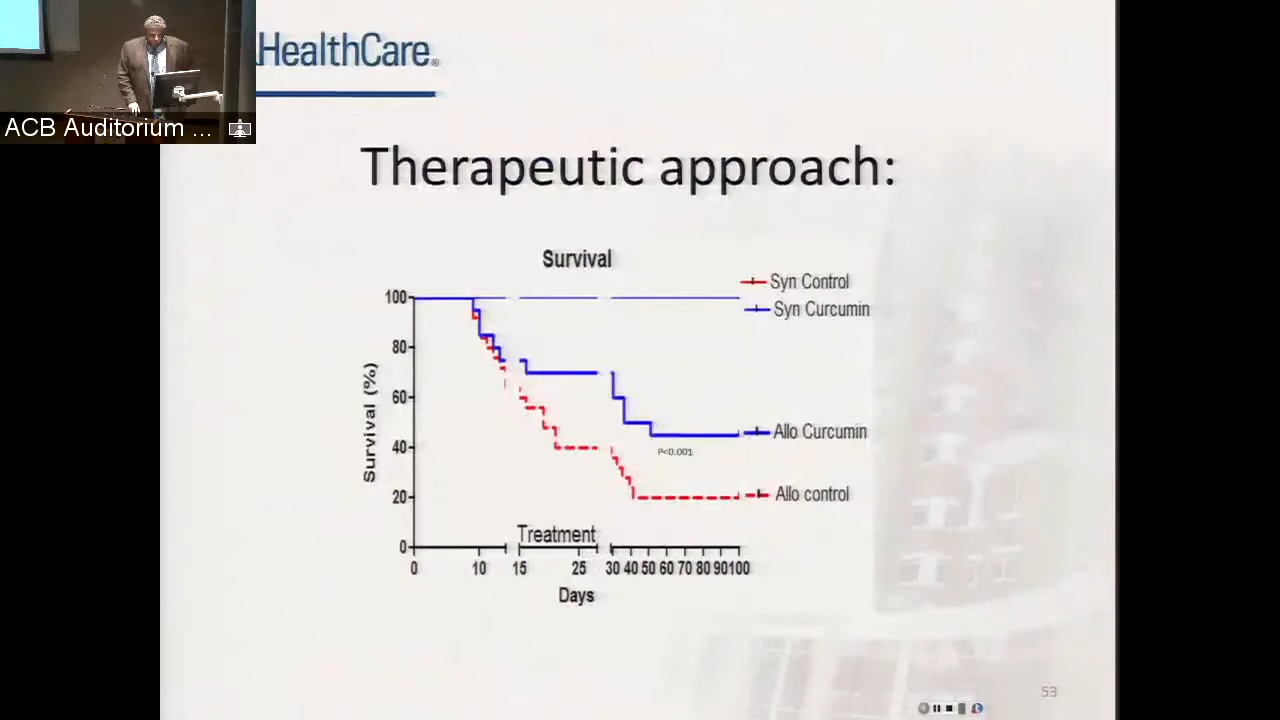 HealthCare®
ACB Auditorium ...
Therapeutic approach:
Survival
Syn Control
Syn Curcumin
Allo Curcumin
P<0.001
Allo control
Survival (%)
100
80
60
40
20
0
Treatment
0 10 15 25 30 40 50 60 70 80 90 100
Days
53